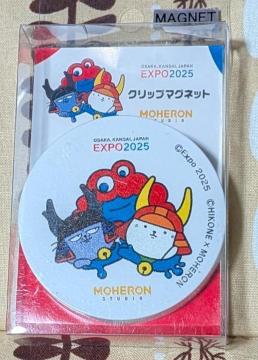 MAGNET
OSAKA, KANSAI, JAPAN
EXPO2025
クリップマグネット
MOHERON
STUDIO
OSAKA, KANSAI, JAPAN
EXPO2025
©Expo 2025
©HIKONE×MOHERON
MOHERON
STUDIO